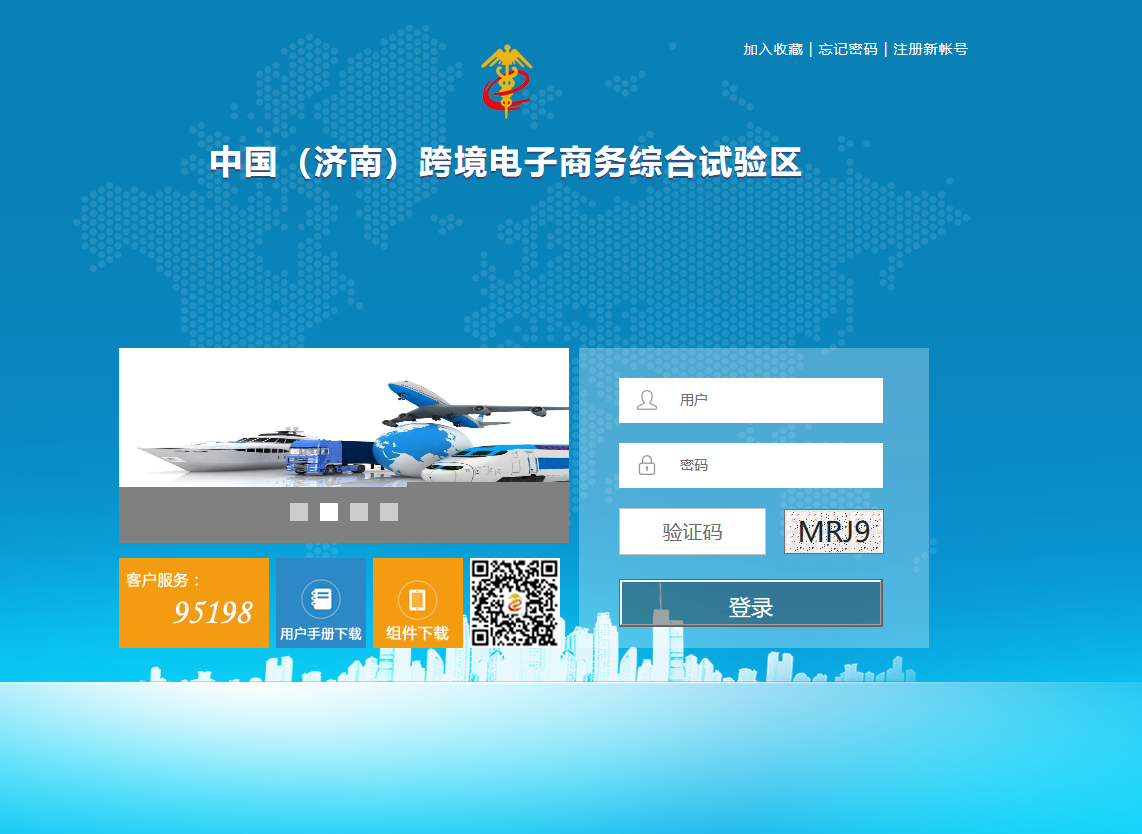 加入收藏 | 忘记密码 | 注册新帐号
中国（济南）跨境电子商务综合试验区
用户
密码
验证码 MRJ9
登录
客户服务：
95198
用户手册下载
组件下载